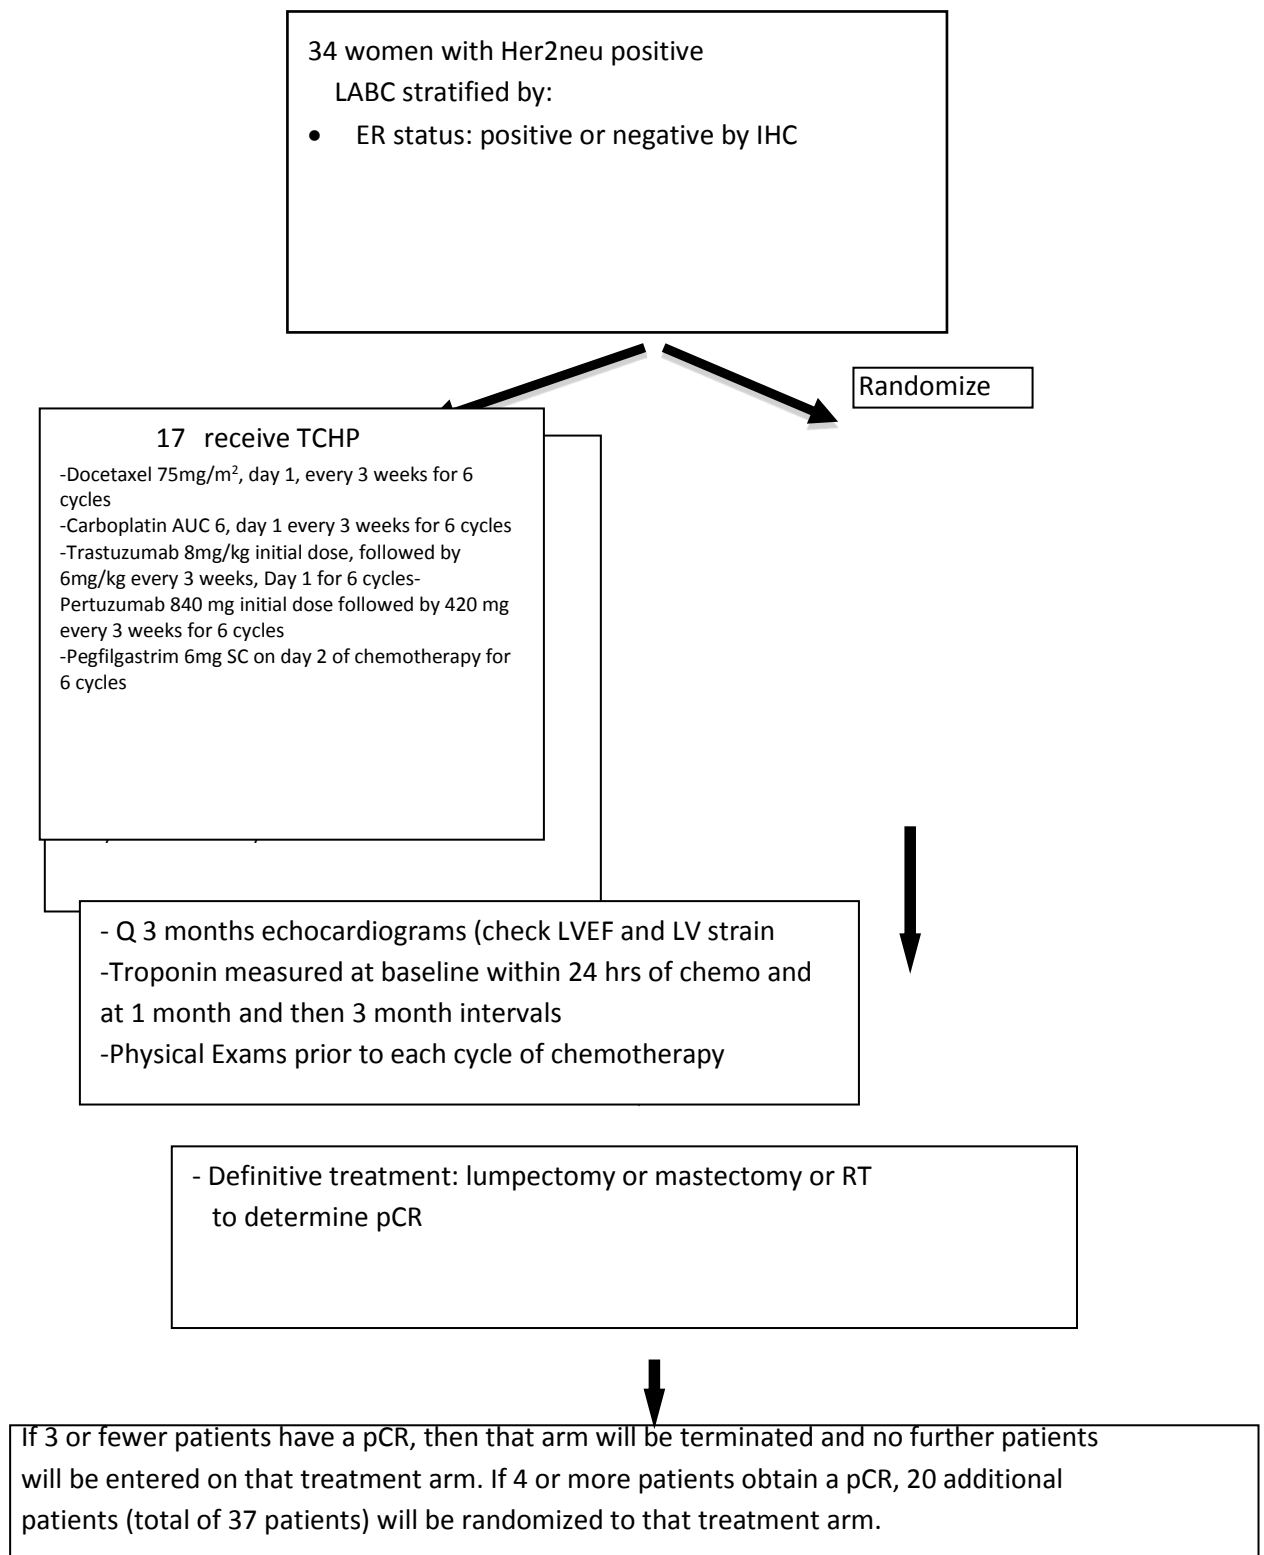 34 women with Her2neu positive
LABC stratified by:
• ER status: positive or negative by IHC
Randomize
17 receive TCHP
-Docetaxel 75mg/m², day 1, every 3 weeks for 6
cycles
-Carboplatin AUC 6, day 1 every 3 weeks for 6 cycles
-Trastuzumab 8mg/kg initial dose, followed by
6mg/kg every 3 weeks, Day 1 for 6 cycles-
Pertuzumab 840 mg initial dose followed by 420 mg
every 3 weeks for 6 cycles
-Pegfilgastrim 6mg SC on day 2 of chemotherapy for
6 cycles
- Q 3 months echocardiograms (check LVEF and LV strain
-Troponin measured at baseline within 24 hrs of chemo and
at 1 month and then 3 month intervals
-Physical Exams prior to each cycle of chemotherapy
- Definitive treatment: lumpectomy or mastectomy or RT
to determine pCR
If 3 or fewer patients have a pCR, then that arm will be terminated and no further patients
will be entered on that treatment arm. If 4 or more patients obtain a pCR, 20 additional
patients (total of 37 patients) will be randomized to that treatment arm.